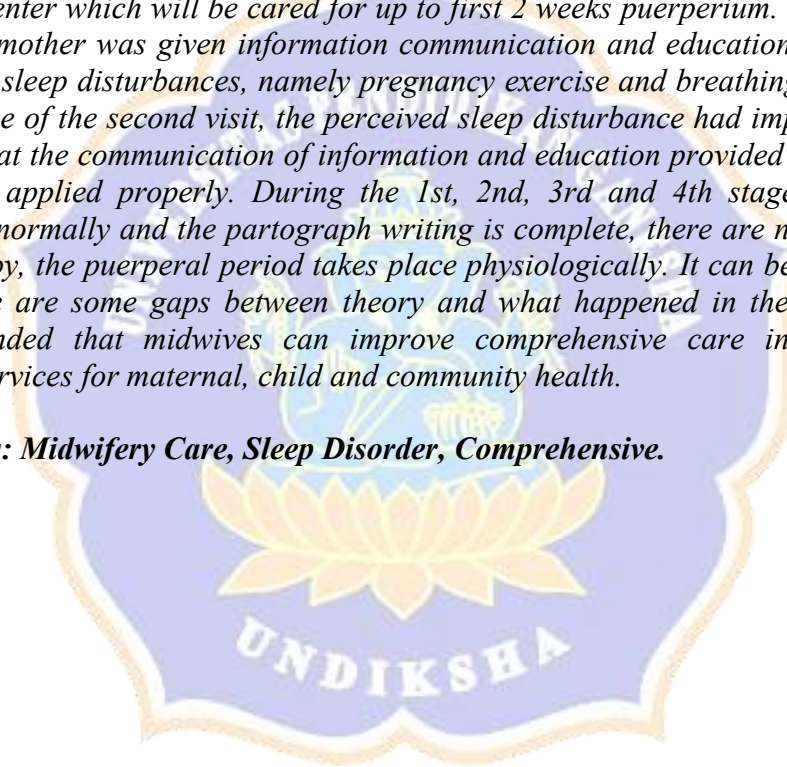 enter which will be cared for up to first 2 weeks puerperium.
mother was given information communication and education
sleep disturbances, namely pregnancy exercise and breathing
e of the second visit, the perceived sleep disturbance had imp
at the communication of information and education provided
applied properly. During the 1st, 2nd, 3rd and 4th stage
normally and the partograph writing is complete, there are n
by, the puerperal period takes place physiologically. It can be
e are some gaps between theory and what happened in the
nded that midwives can improve comprehensive care in
rvices for maternal, child and community health.
: Midwifery Care, Sleep Disorder, Comprehensive.
UNIVERSITAS PENDIDIKAN GANESHA
UNDIKSHA